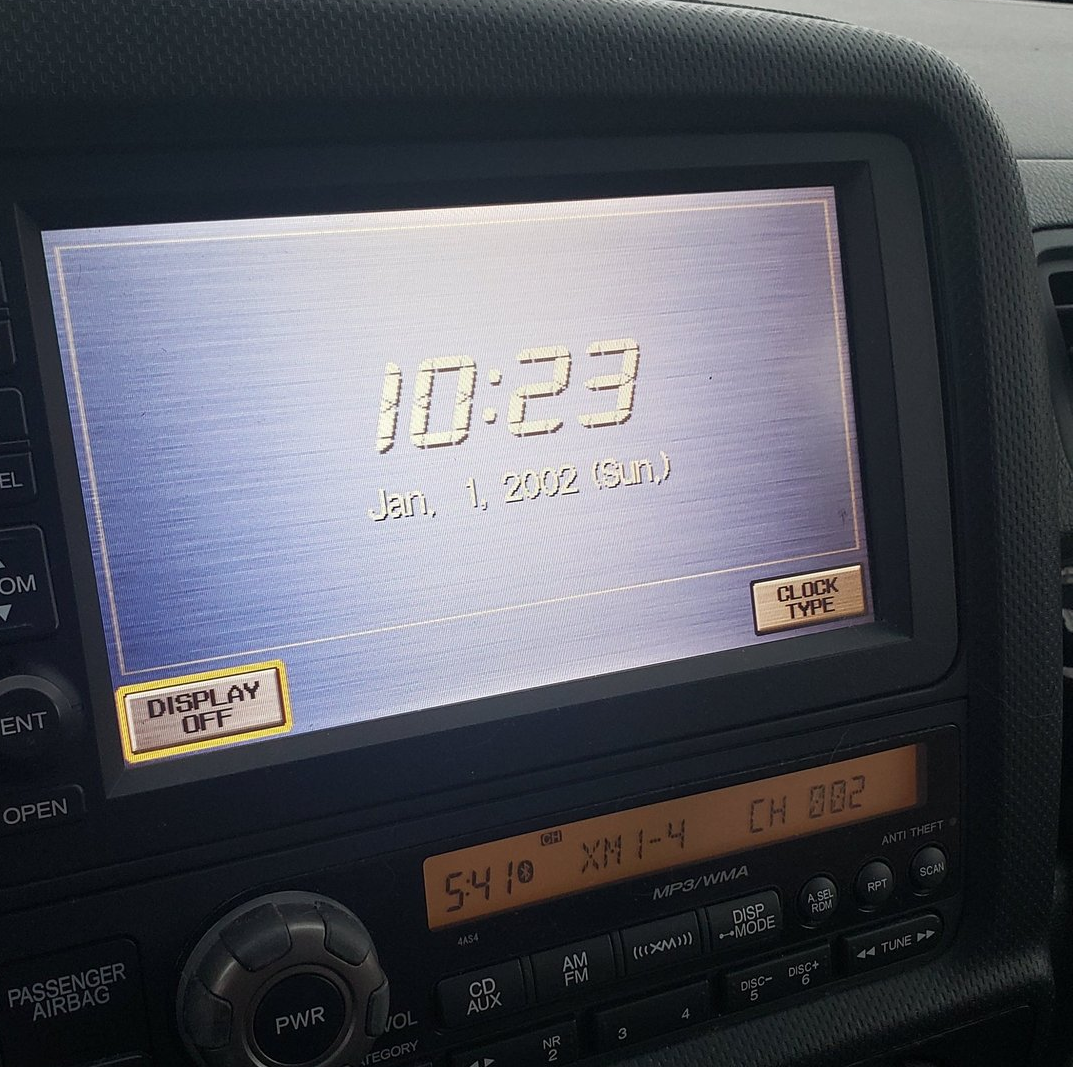 10:23
Jan, 1, 2002 (Sun,)
CLOCK
TYPE
DISPLAY
OFF
EL
OM
ENT
OPEN
5:41 CH XM1-4 CH 002
ANTI THEFT
MP3/WMA
4AS4
A.SEL
RDM
RPT
SCAN
PASSENGER
AIRBAG
PWR
VOL
ATEGORY
CD
AUX
AM
FM
(((XM)))
DISP
MODE
TUNE
DISC-
5
DISC+
6
3
4
NR
2